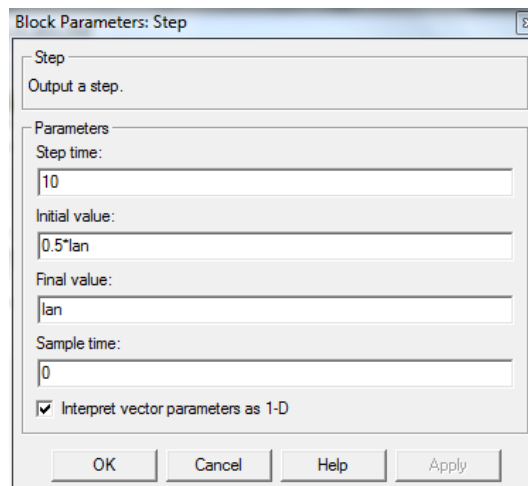 Block Parameters: Step
Step
Output a step.
Parameters
Step time:
10
Initial value:
0.5*Ian
Final value:
Ian
Sample time:
0
Interpret vector parameters as 1-D
OK Cancel Help Apply